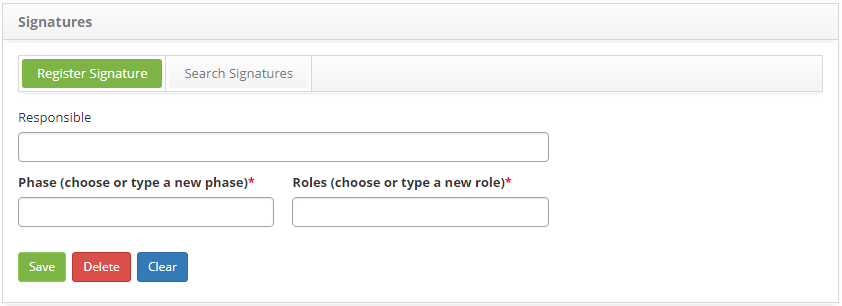 Signatures
Register Signature Search Signatures
Responsible
Phase (choose or type a new phase)* Roles (choose or type a new role)*
Save Delete Clear